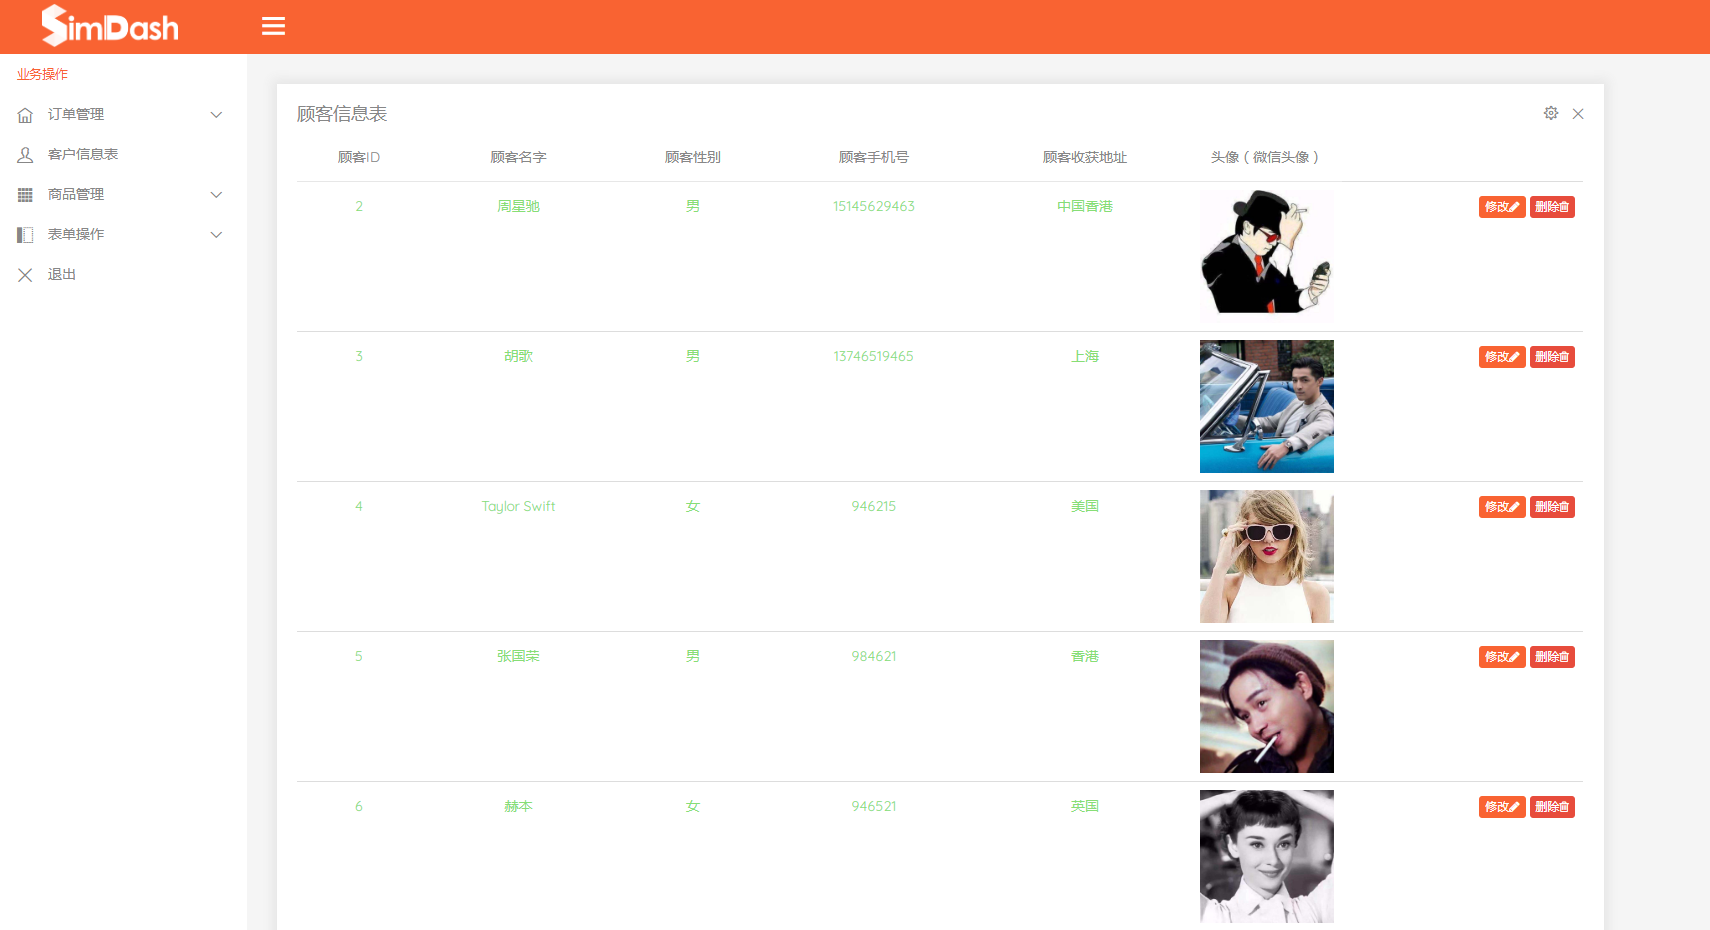 SimDash
业务操作
订单管理
客户信息表
商品管理
表单操作
退出
顾客信息表
顾客ID 顾客名字 顾客性别 顾客手机号 顾客收获地址 头像（微信头像）
2 周星驰 男 15145629463 中国香港 修改 删除
3 胡歌 男 13746519465 上海 修改 删除
4 Taylor Swift 女 946215 美国 修改 删除
5 张国荣 男 984621 香港 修改 删除
6 赫本 女 946521 英国 修改 删除